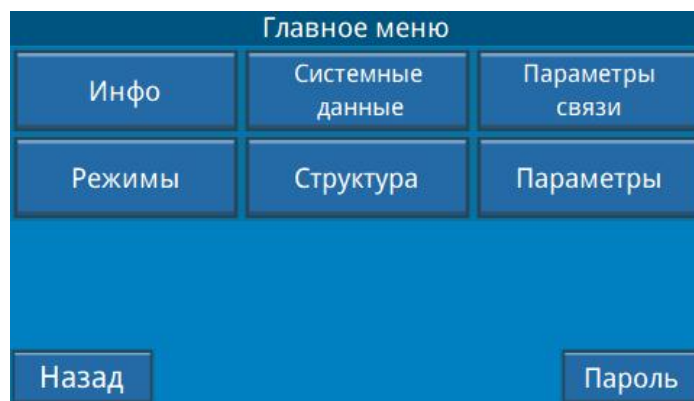 Главное меню
Инфо
Системные
данные
Параметры
связи
Режимы
Структура
Параметры
Назад
Пароль